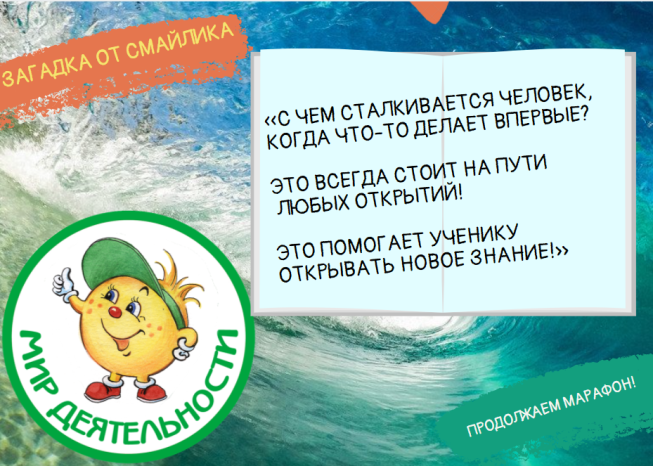 ЗАГАДКА ОТ СМАЙЛИКА
«С ЧЕМ СТАЛКИВАЕТСЯ ЧЕЛОВЕК,
КОГДА ЧТО-ТО ДЕЛАЕТ ВПЕРВЫЕ?
ЭТО ВСЕГДА СТОИТ НА ПУТИ
ЛЮБЫХ ОТКРЫТИЙ!
ЭТО ПОМОГАЕТ УЧЕНИКУ
ОТКРЫВАТЬ НОВОЕ ЗНАНИЕ!»
МИР ДЕЯТЕЛЬНОСТИ
ПРОДОЛЖАЕМ МАРАФОН!